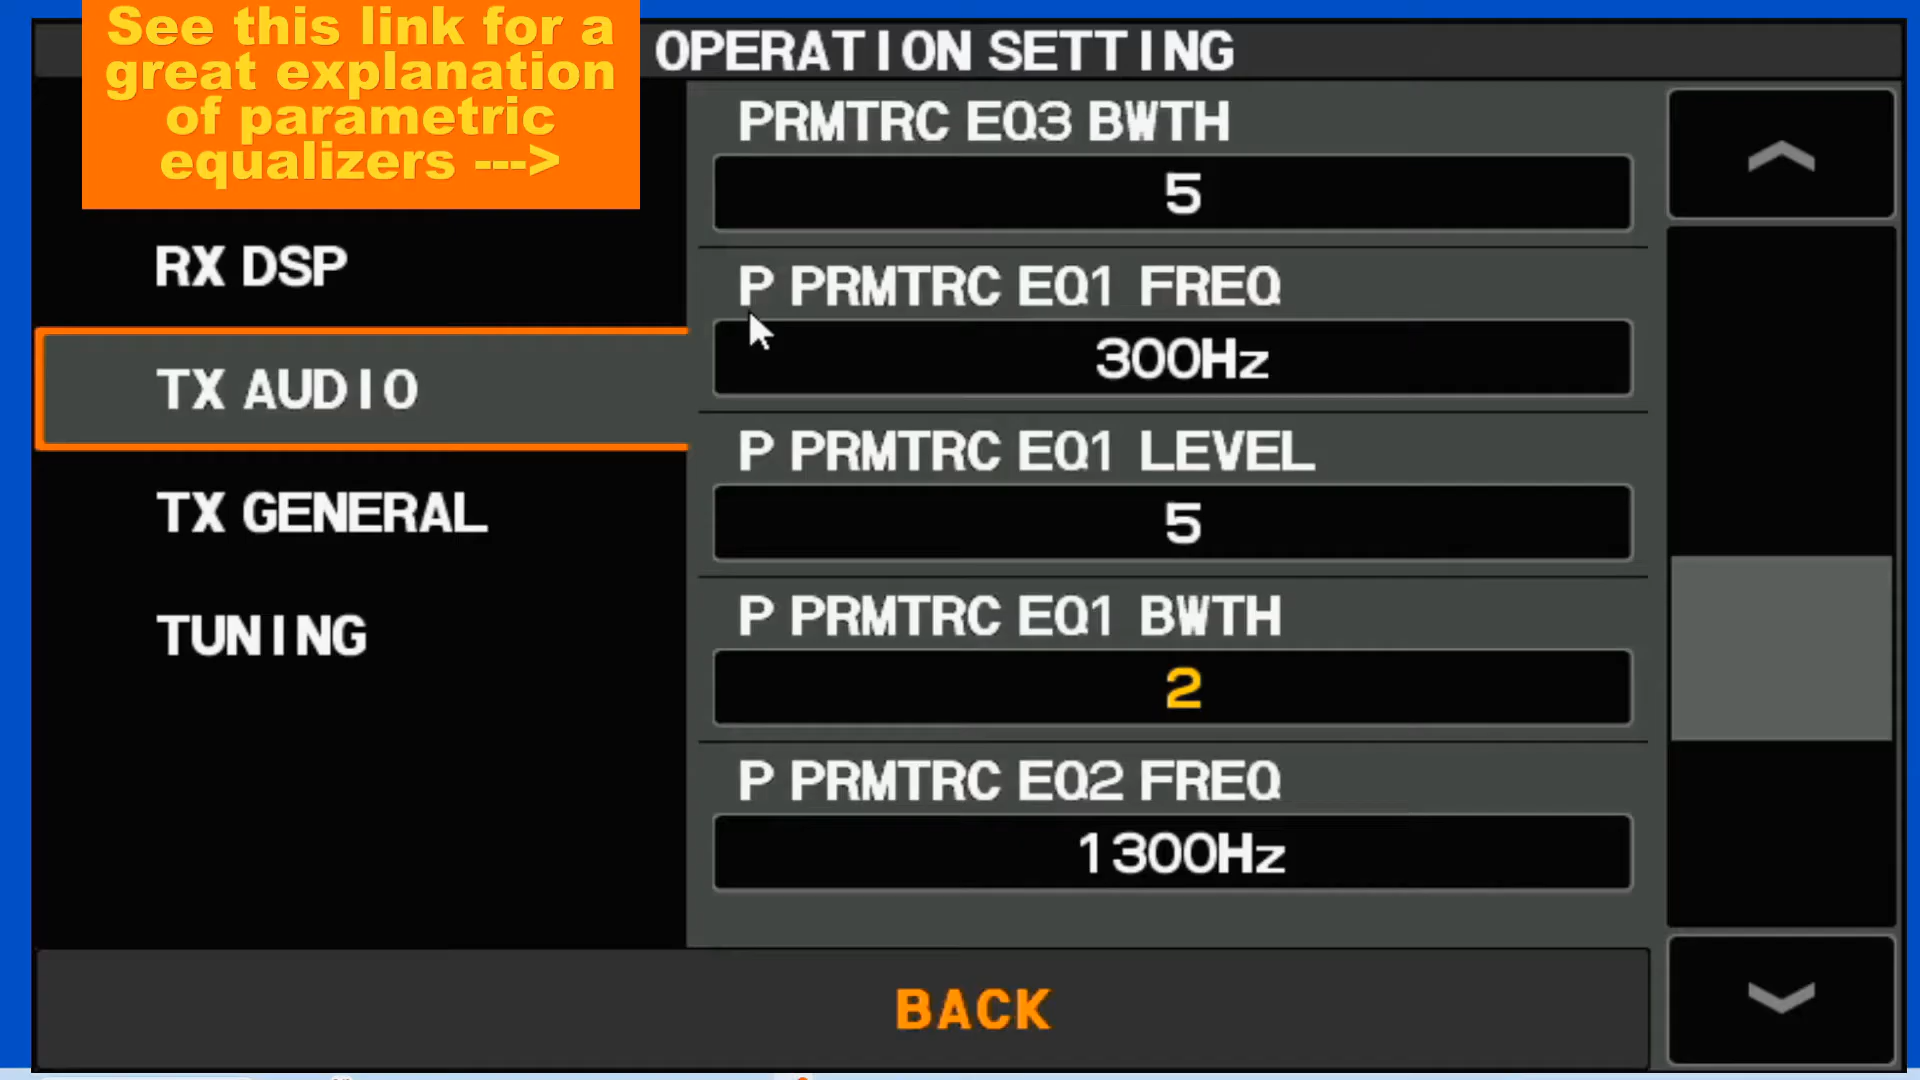 See this link for a
great explanation
of parametric
equalizers --->
OPERATION SETTING
RX DSP
TX AUDIO
TX GENERAL
TUNING
PRMTRC EQ3 BWTH
5
P PRMTRC EQ1 FREQ
300Hz
P PRMTRC EQ1 LEVEL
5
P PRMTRC EQ1 BWTH
2
P PRMTRC EQ2 FREQ
1300Hz
BACK